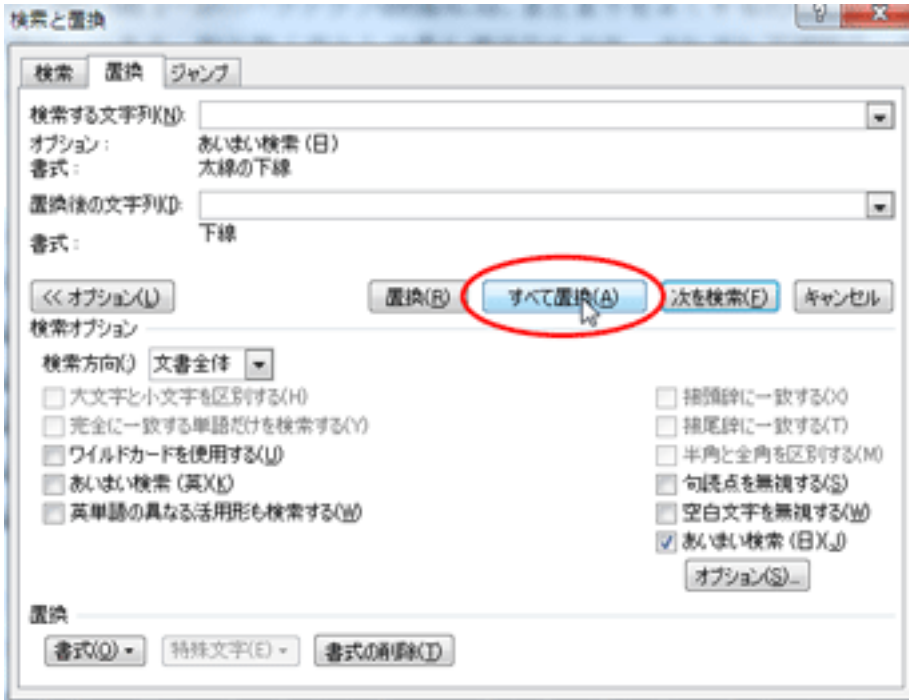 検索と置換
検索 置換 ジャンプ
検索する文字列(N):
オプション: あいまい検索 (日)
書式: 太線の下線
置換後の文字列(I):
書式: 下線
<< オプション(L) 置換(R) すべて置換(A) 次を検索(F) キャンセル
検索オプション
検索方向(:) 文書全体
大文字と小文字を区別する(H) 接頭辞に一致する(X)
完全に一致する単語だけを検索する(Y) 接尾辞に一致する(T)
ワイルドカードを使用する(U) 半角と全角を区別する(M)
あいまい検索 (英)(K) 句読点を無視する(S)
英単語の異なる活用形も検索する(W) 空白文字を無視する(W)
あいまい検索 (日)(J)
オプション(S)...
置換
書式(O) 特殊文字(E) 書式の削除(T)